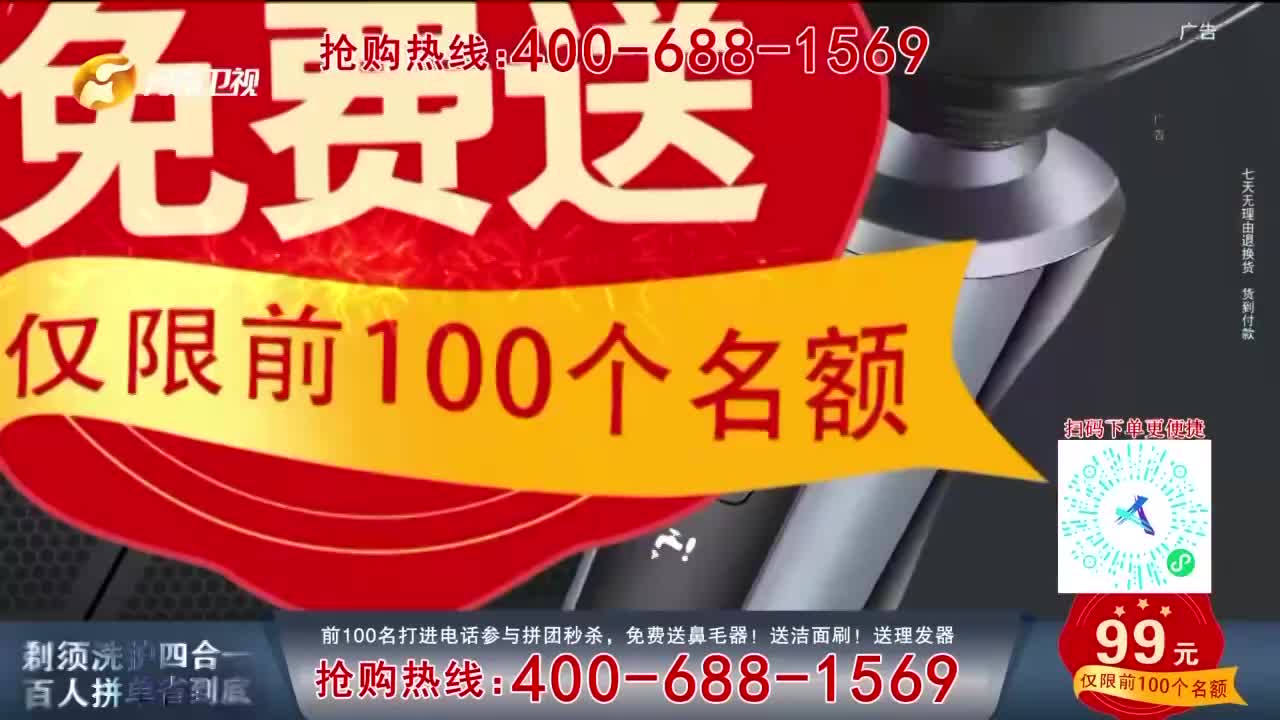 抢购热线:400-688-1569
广告
免费送
卫视
广告
七天无理由退换货 货到付款
仅限前100个名额
扫码下单更便捷
前100名打进电话参与拼团秒杀，免费送鼻毛器！送洁面刷！送理发器
剃须洗护四合一
百人拼单省到底
抢购热线:400-688-1569
99元
仅限前100个名额